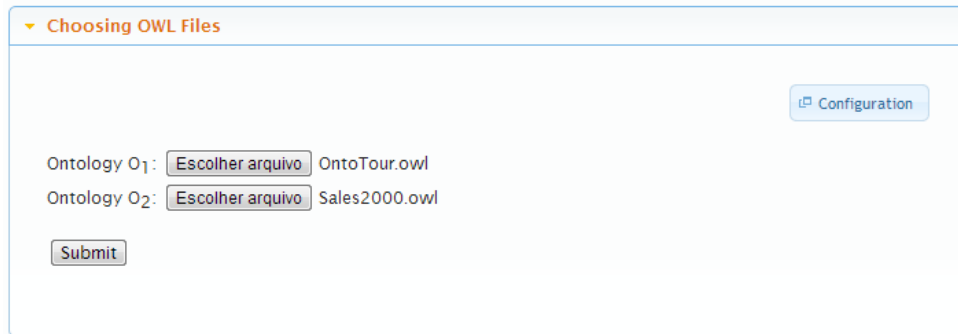 Choosing OWL Files
Configuration
Ontology O1: Escolher arquivo OntoTour.owl
Ontology O2: Escolher arquivo Sales2000.owl
Submit